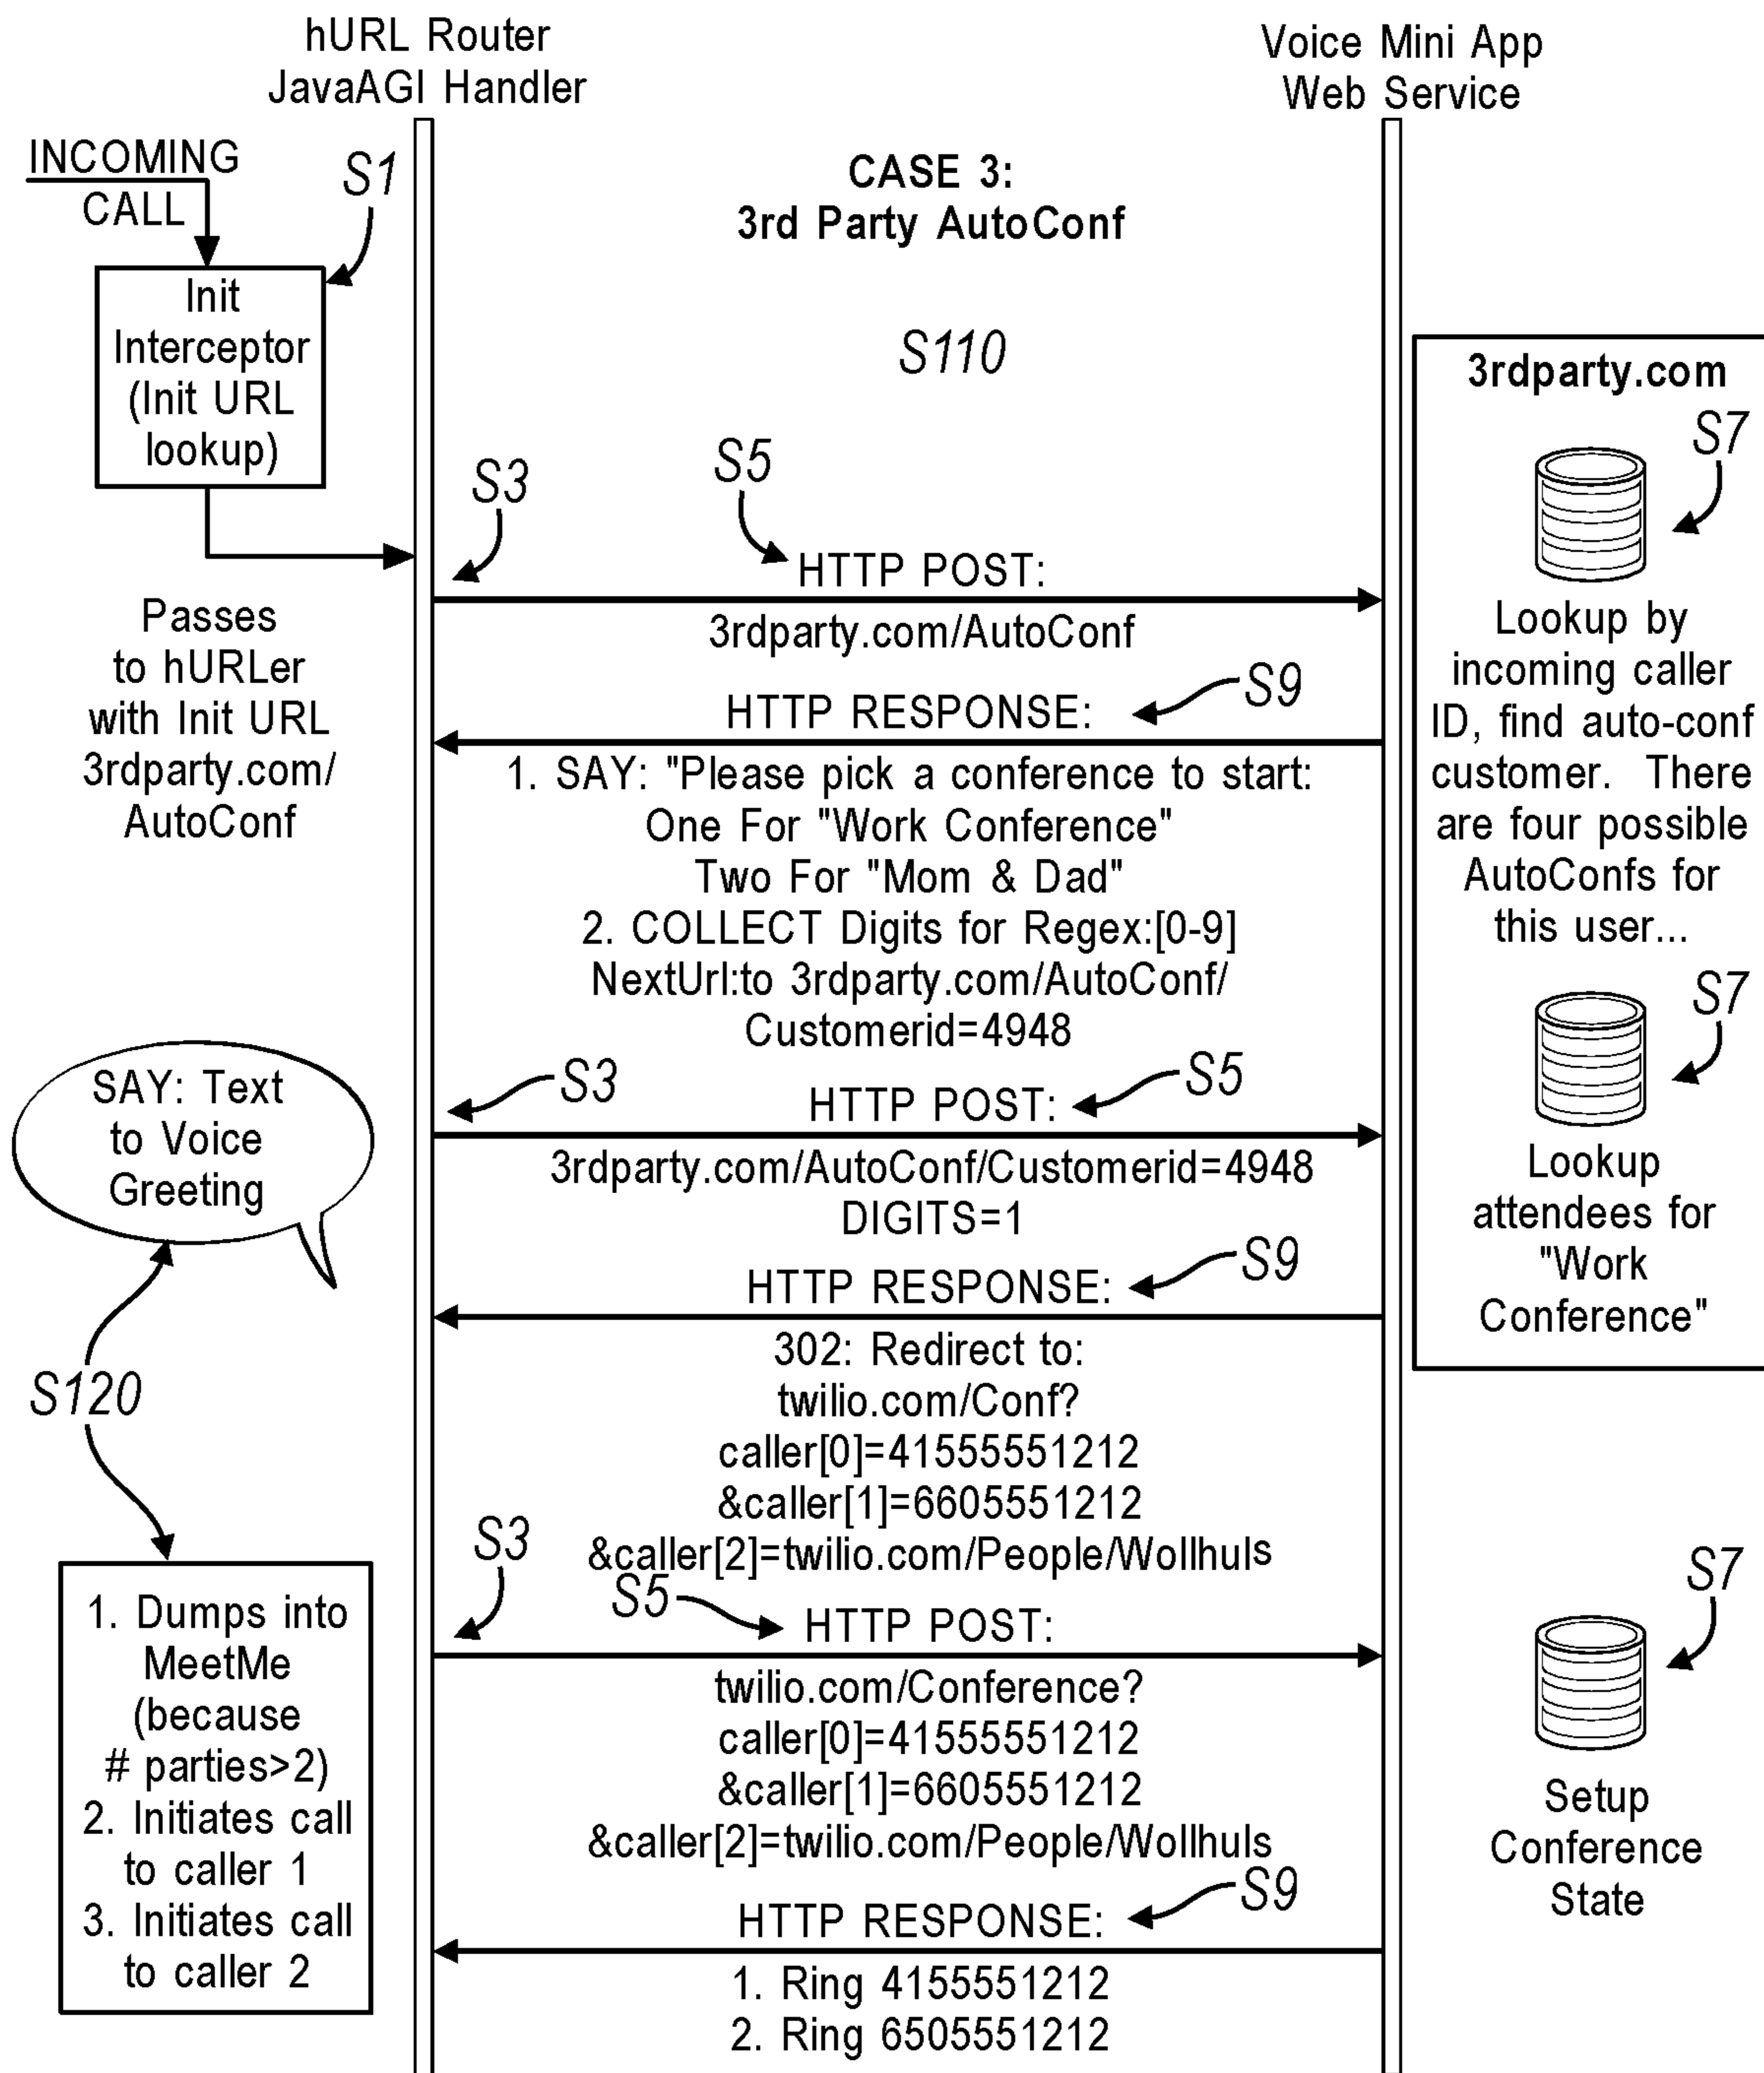 hURL Router
JavaAGI Handler
Voice Mini App
Web Service
INCOMING
CALL
S1
CASE 3:
3rd Party AutoConf
Init
Interceptor
(Init URL
lookup)
S110
3rdparty.com
S7
S3
S5
HTTP POST:
3rdparty.com/AutoConf
Passes
to hURLer
with Init URL
3rdparty.com/
AutoConf
Lookup by
incoming caller
ID, find auto-conf
customer. There
are four possible
AutoConfs for
this user...
HTTP RESPONSE:
S9
1. SAY: "Please pick a conference to start:
One For "Work Conference"
Two For "Mom & Dad"
2. COLLECT Digits for Regex:[0-9]
NextUrl:to 3rdparty.com/AutoConf/
Customerid=4948
S7
Lookup
attendees for
"Work
Conference"
SAY: Text
to Voice
Greeting
S3
HTTP POST:
S5
3rdparty.com/AutoConf/Customerid=4948
DIGITS=1
HTTP RESPONSE:
S9
S120
302: Redirect to:
twilio.com/Conf?
caller[0]=41555551212
&caller[1]=6605551212
&caller[2]=twilio.com/People/Wollhuls
S3
S5
HTTP POST:
twilio.com/Conference?
caller[0]=41555551212
&caller[1]=6605551212
&caller[2]=twilio.com/People/Wollhuls
S7
Setup
Conference
State
1. Dumps into
MeetMe
(because
# parties>2)
2. Initiates call
to caller 1
3. Initiates call
to caller 2
HTTP RESPONSE:
S9
1. Ring 4155551212
2. Ring 6505551212